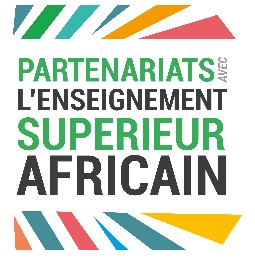 PARTENARIATS AVEC
L'ENSEIGNEMENT
SUPERIEUR
AFRICAIN